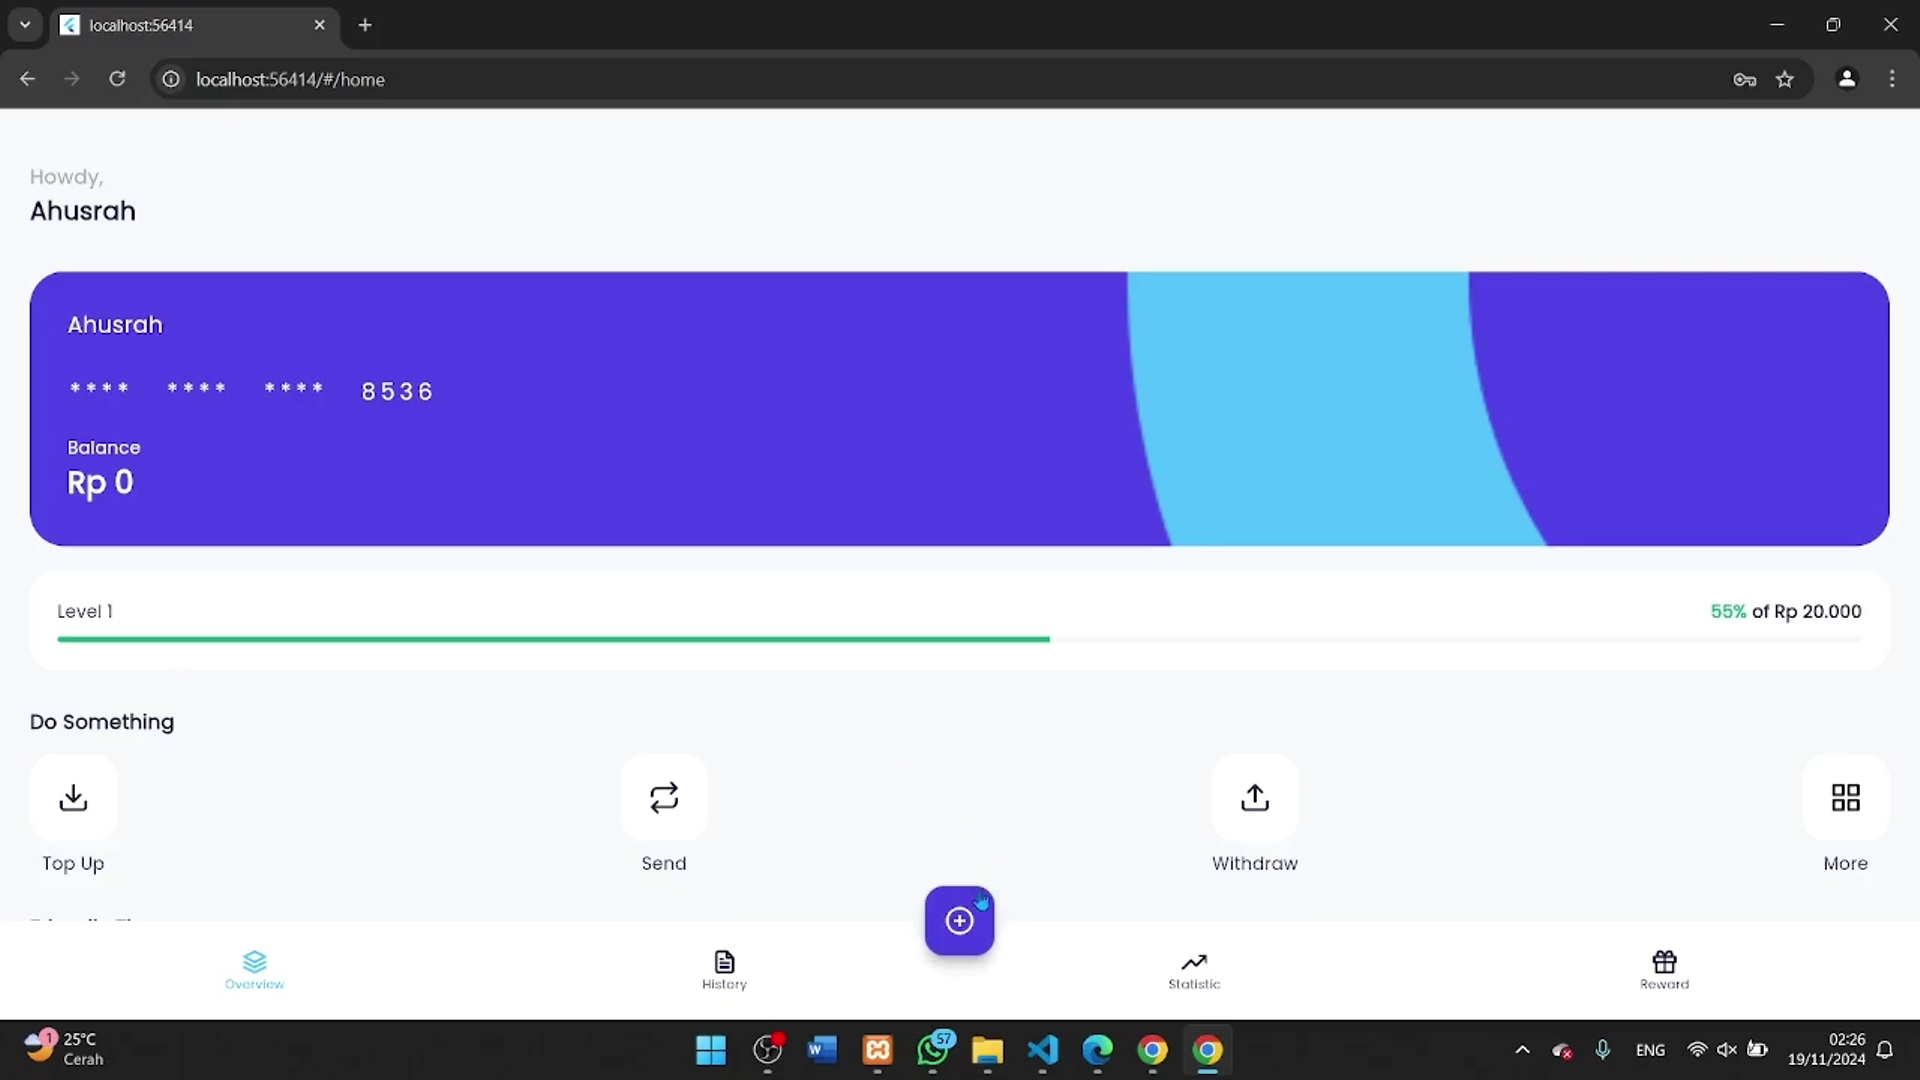 localhost:56414
localhost:56414/#/home
Howdy,
Ahusrah
Ahusrah
**** **** **** 8536
Balance
Rp 0
Level 1
55% of Rp 20.000
Do Something
Top Up
Send
Withdraw
More
Overview
History
Statistic
Reward
1
25°C
Cerah
57
ENG
02:26
19/11/2024